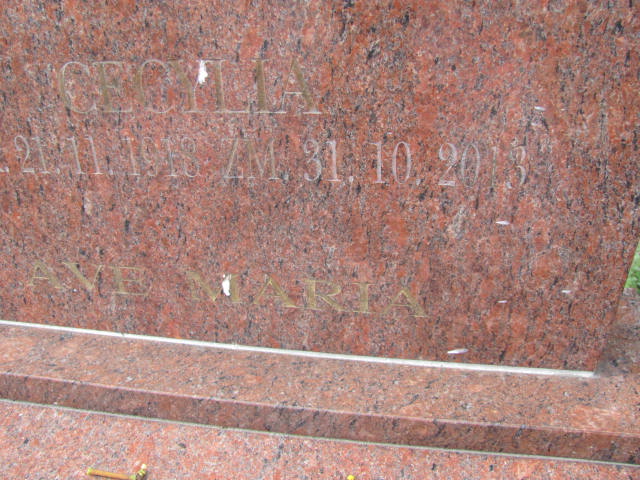 CECYLIA
. 21. 11. 1918 ZM. 31. 10. 2013
AVE MARIA